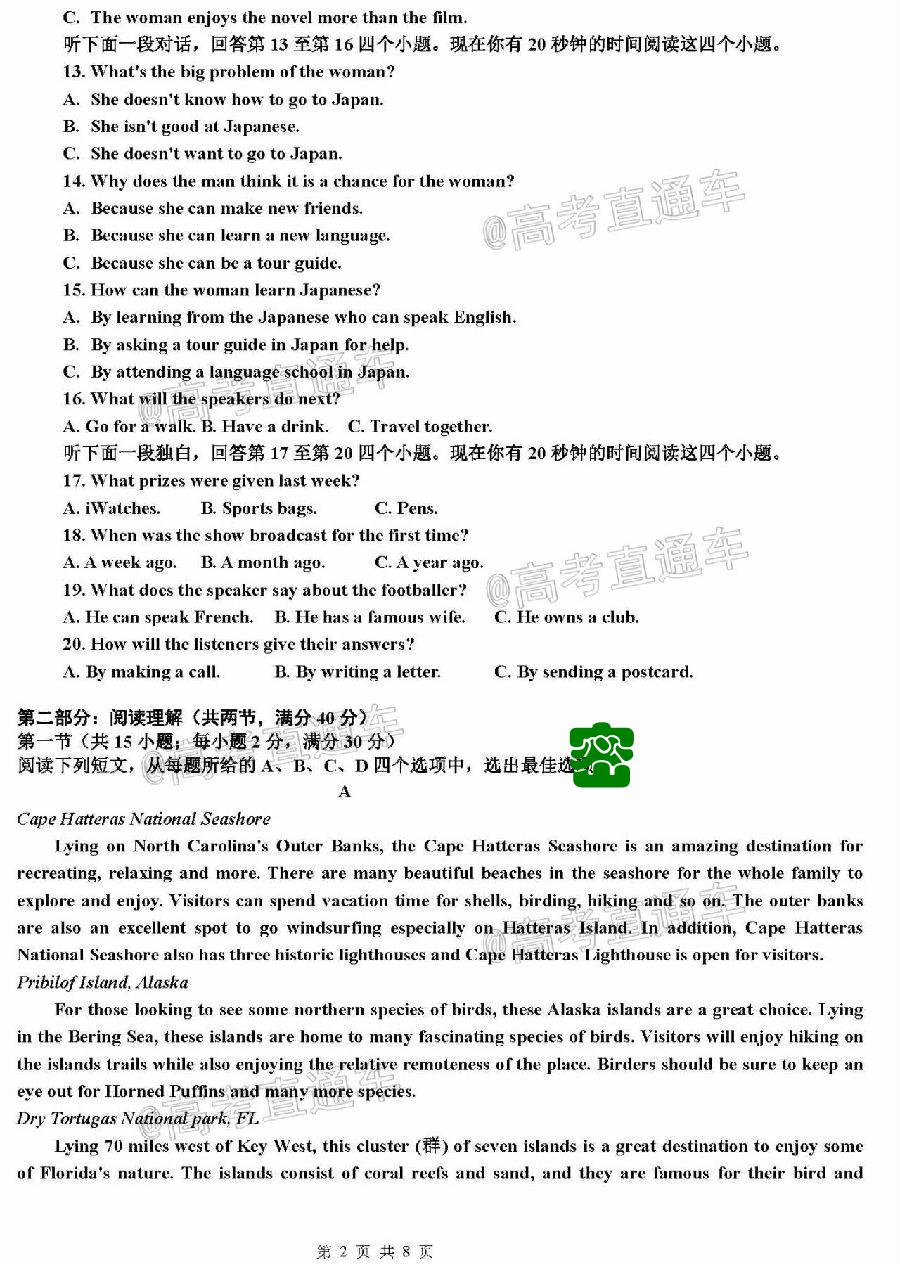 C. The woman enjoys the novel more than the film.
听下面一段对话，回答第 13 至第 16 四个小题。现在你有 20 秒钟的时间阅读这四个小题。
13. What's the big problem of the woman?
A. She doesn't know how to go to Japan.
B. She isn't good at Japanese.
C. She doesn't want to go to Japan.
14. Why does the man think it is a chance for the woman?
A. Because she can make new friends.
B. Because she can learn a new language.
C. Because she can be a tour guide.
@高考直通车
15. How can the woman learn Japanese?
A. By learning from the Japanese who can speak English.
B. By asking a tour guide in Japan for help.
C. By attending a language school in Japan.
@高考直通车
16. What will the speakers do next?
A. Go for a walk. B. Have a drink. C. Travel together.
听下面一段独白，回答第 17 至第 20 四个小题。现在你有 20 秒钟的时间阅读这四个小题。
17. What prizes were given last week?
A. iWatches. B. Sports bags. C. Pens.
18. When was the show broadcast for the first time?
A. A week ago. B. A month ago. C. A year ago.
@高考直通车
19. What does the speaker say about the footballer?
A. He can speak French. B. He has a famous wife. C. He owns a club.
20. How will the listeners give their answers?
A. By making a call. B. By writing a letter. C. By sending a postcard.
第二部分：阅读理解（共两节，满分 40 分）
第一节（共 15 小题；每小题 2 分，满分 30 分）
@高考直通车
阅读下列短文，从每题所给的 A、B、C、D 四个选项中，选出最佳选
A
Cape Hatteras National Seashore
Lying on North Carolina's Outer Banks, the Cape Hatteras Seashore is an amazing destination for
recreating, relaxing and more. There are many beautiful beaches in the seashore for the whole family to
explore and enjoy. Visitors can spend vacation time for shells, birding, hiking and so on. The outer banks
are also an excellent spot to go windsurfing especially on Hatteras Island. In addition, Cape Hatteras
National Seashore also has three historic lighthouses and Cape Hatteras Lighthouse is open for visitors.
@高考直通车
Pribilof Island, Alaska
For those looking to see some northern species of birds, these Alaska islands are a great choice. Lying
in the Bering Sea, these islands are home to many fascinating species of birds. Visitors will enjoy hiking on
the islands trails while also enjoying the relative remoteness of the place. Birders should be sure to keep an
eye out for Horned Puffins and many more species.
@高考直通车
Dry Tortugas National park, FL
Lying 70 miles west of Key West, this cluster (群) of seven islands is a great destination to enjoy some
of Florida's nature. The islands consist of coral reefs and sand, and they are famous for their bird and
第 2 页 共 8 页